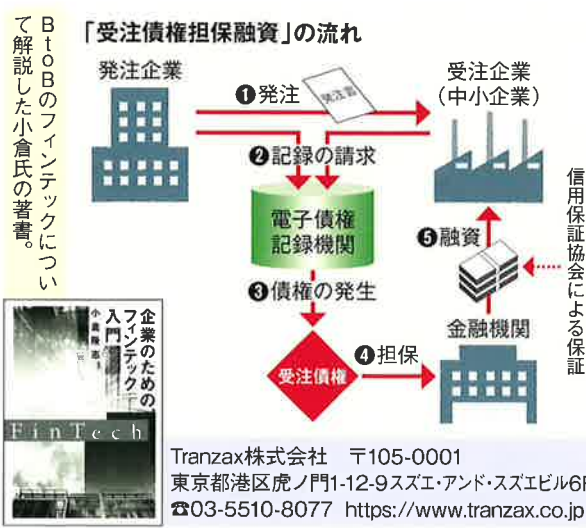 「受注債権担保融資」の流れ
発注企業
受注企業
（中小企業）
❶発注
発注書
❷記録の請求
電子債権
記録機関
❸債権の発生
受注債権
❹担保
金融機関
❺融資
信用保証協会による保証
BtoBのフィンテックについ
て解説した小倉氏の著書。
企業のための
フィンテック
入門
小倉隆志
FinTech
Tranzax株式会社　〒105-0001
東京都港区虎ノ門1-12-9スズエ・アンド・スズエビル6F
☎03-5510-8077 https://www.tranzax.co.jp